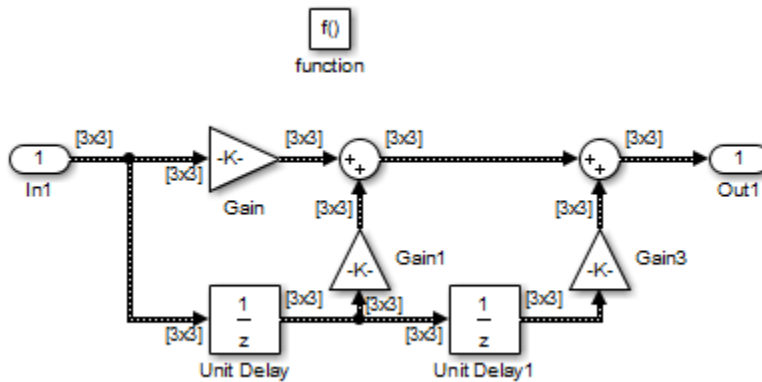 f()
function
[3x3] [3x3] [3x3] [3x3]
1 -K- + + + + 1
[3x3]
In1 Gain Out1
[3x3] [3x3]
-K- Gain1 -K- Gain3
[3x3] [3x3] [3x3]
1 1
z z
[3x3] [3x3]
Unit Delay Unit Delay1